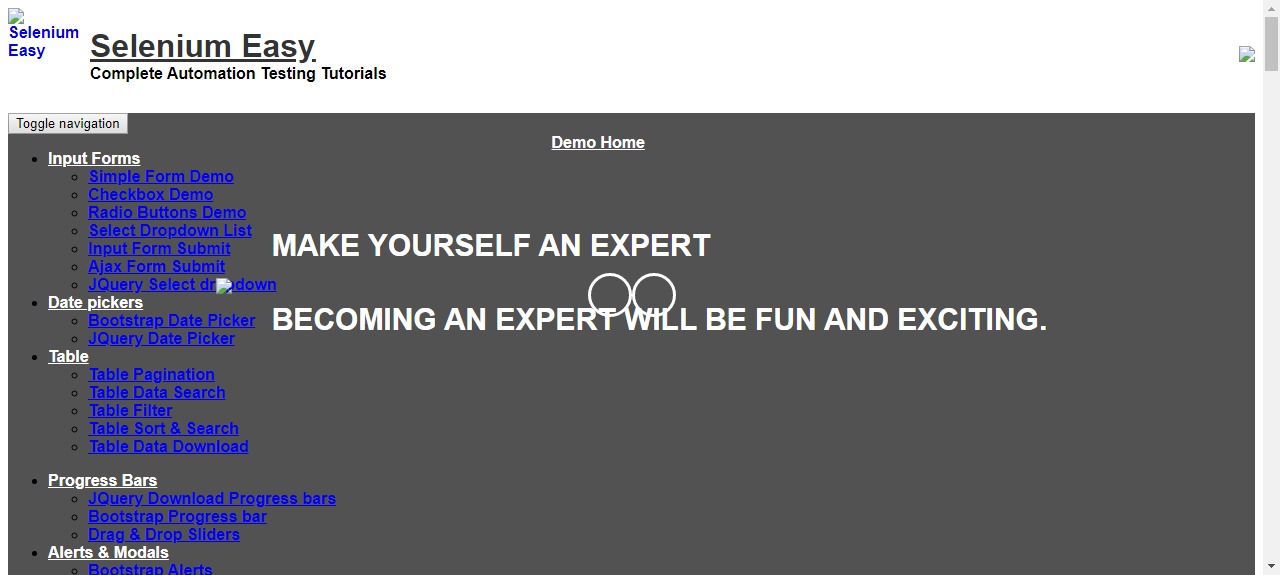 Selenium
Easy
Selenium Easy
Complete Automation Testing Tutorials
Toggle navigation
Demo Home
Input Forms
Simple Form Demo
Checkbox Demo
Radio Buttons Demo
Select Dropdown List
Input Form Submit
Ajax Form Submit
JQuery Select dropdown
Date pickers
Bootstrap Date Picker
JQuery Date Picker
Table
Table Pagination
Table Data Search
Table Filter
Table Sort & Search
Table Data Download
Progress Bars
JQuery Download Progress bars
Bootstrap Progress bar
Drag & Drop Sliders
Alerts & Modals
Bootstrap Alerts
MAKE YOURSELF AN EXPERT
BECOMING AN EXPERT WILL BE FUN AND EXCITING.